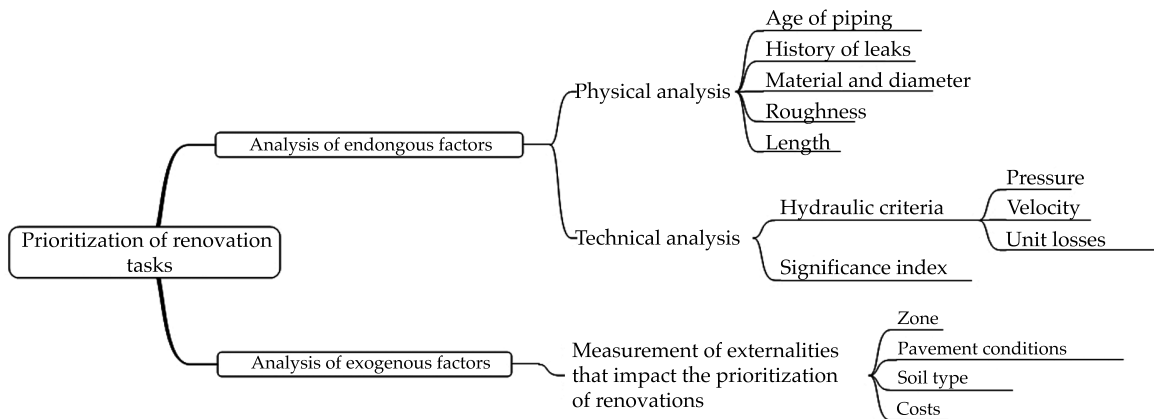 Age of piping
History of leaks
Physical analysis
Material and diameter
Roughness
Length
Analysis of endongous factors
Pressure
Hydraulic criteria
Velocity
Unit losses
Technical analysis
Significance index
Prioritization of renovation
tasks
Zone
Analysis of exogenous factors
Measurement of externalities
that impact the prioritization
of renovations
Pavement conditions
Soil type
Costs